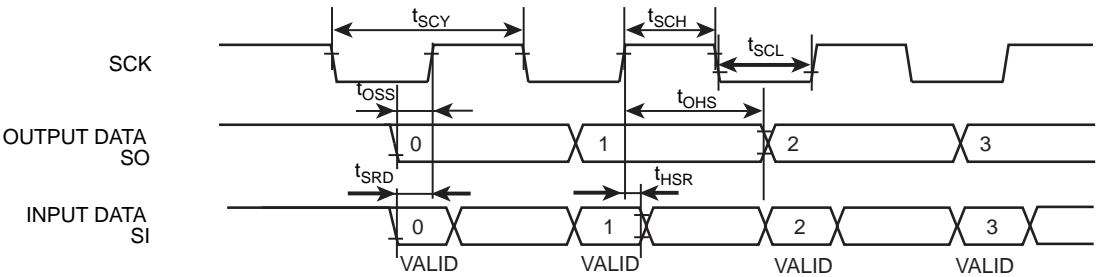 tSCY
tSCH
SCK
tSCL
tOSS
tOHS
OUTPUT DATA
SO
0 1 2 3
tSRD
tHSR
INPUT DATA
SI
0 1 2 3
VALID VALID VALID VALID